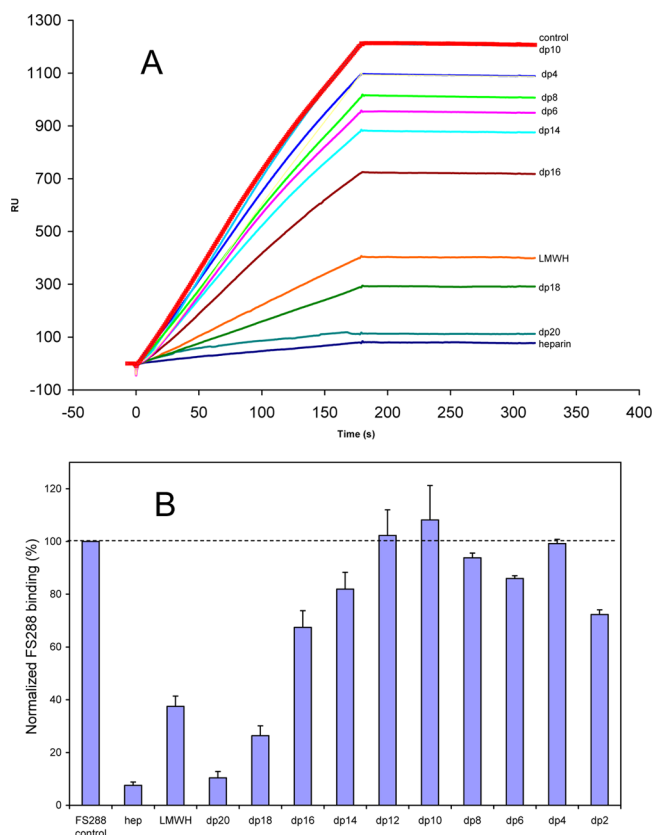 1300
1100
900
700
500
300
100
-100
RU
A
control
dp10
dp4
dp8
dp6
dp14
dp16
LMWH
dp18
dp20
heparin
-50 0 50 100 150 200 250 300 350 400
Time (s)
B
Normalized FS288 binding (%)
120
100
80
60
40
20
0
FS288 hep LMWH dp20 dp18 dp16 dp14 dp12 dp10 dp8 dp6 dp4 dp2
control